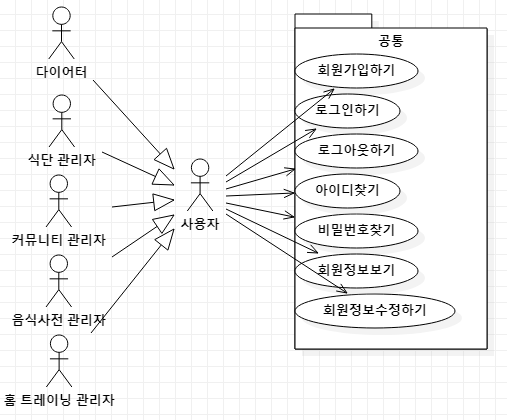 다이어터
식단 관리자
커뮤니티 관리자
음식사전 관리자
홈 트레이닝 관리자
사용자
공통
회원가입하기
로그인하기
로그아웃하기
아이디찾기
비밀번호찾기
회원정보보기
회원정보수정하기